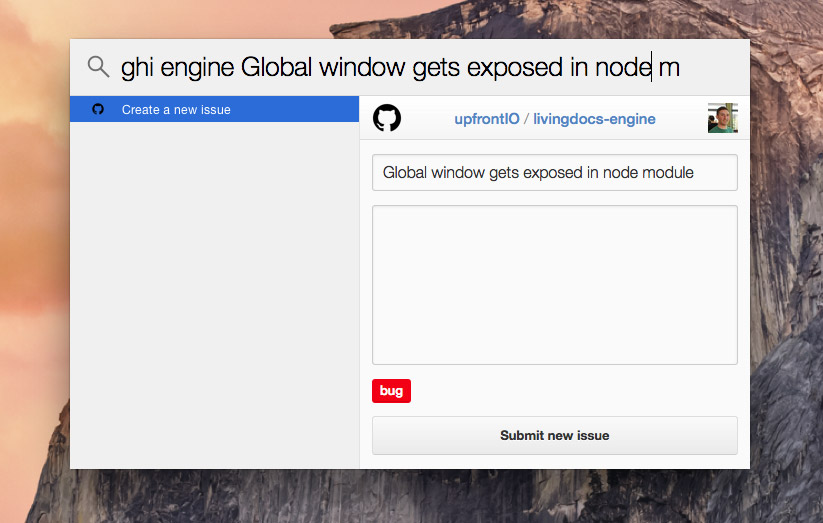 ghi engine Global window gets exposed in node m
Create a new issue
upfrontIO / livingdocs-engine
Global window gets exposed in node module
bug
Submit new issue